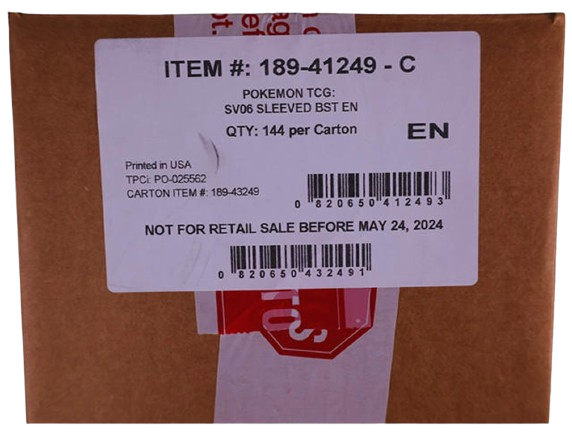 ITEM #: 189-41249 - C
POKEMON TCG:
SV06 SLEEVED BST EN
QTY: 144 per Carton
EN
Printed in USA
TPCi: PO-025562
CARTON ITEM #: 189-43249
0 820650 412493
NOT FOR RETAIL SALE BEFORE MAY 24, 2024
0 820650 432491